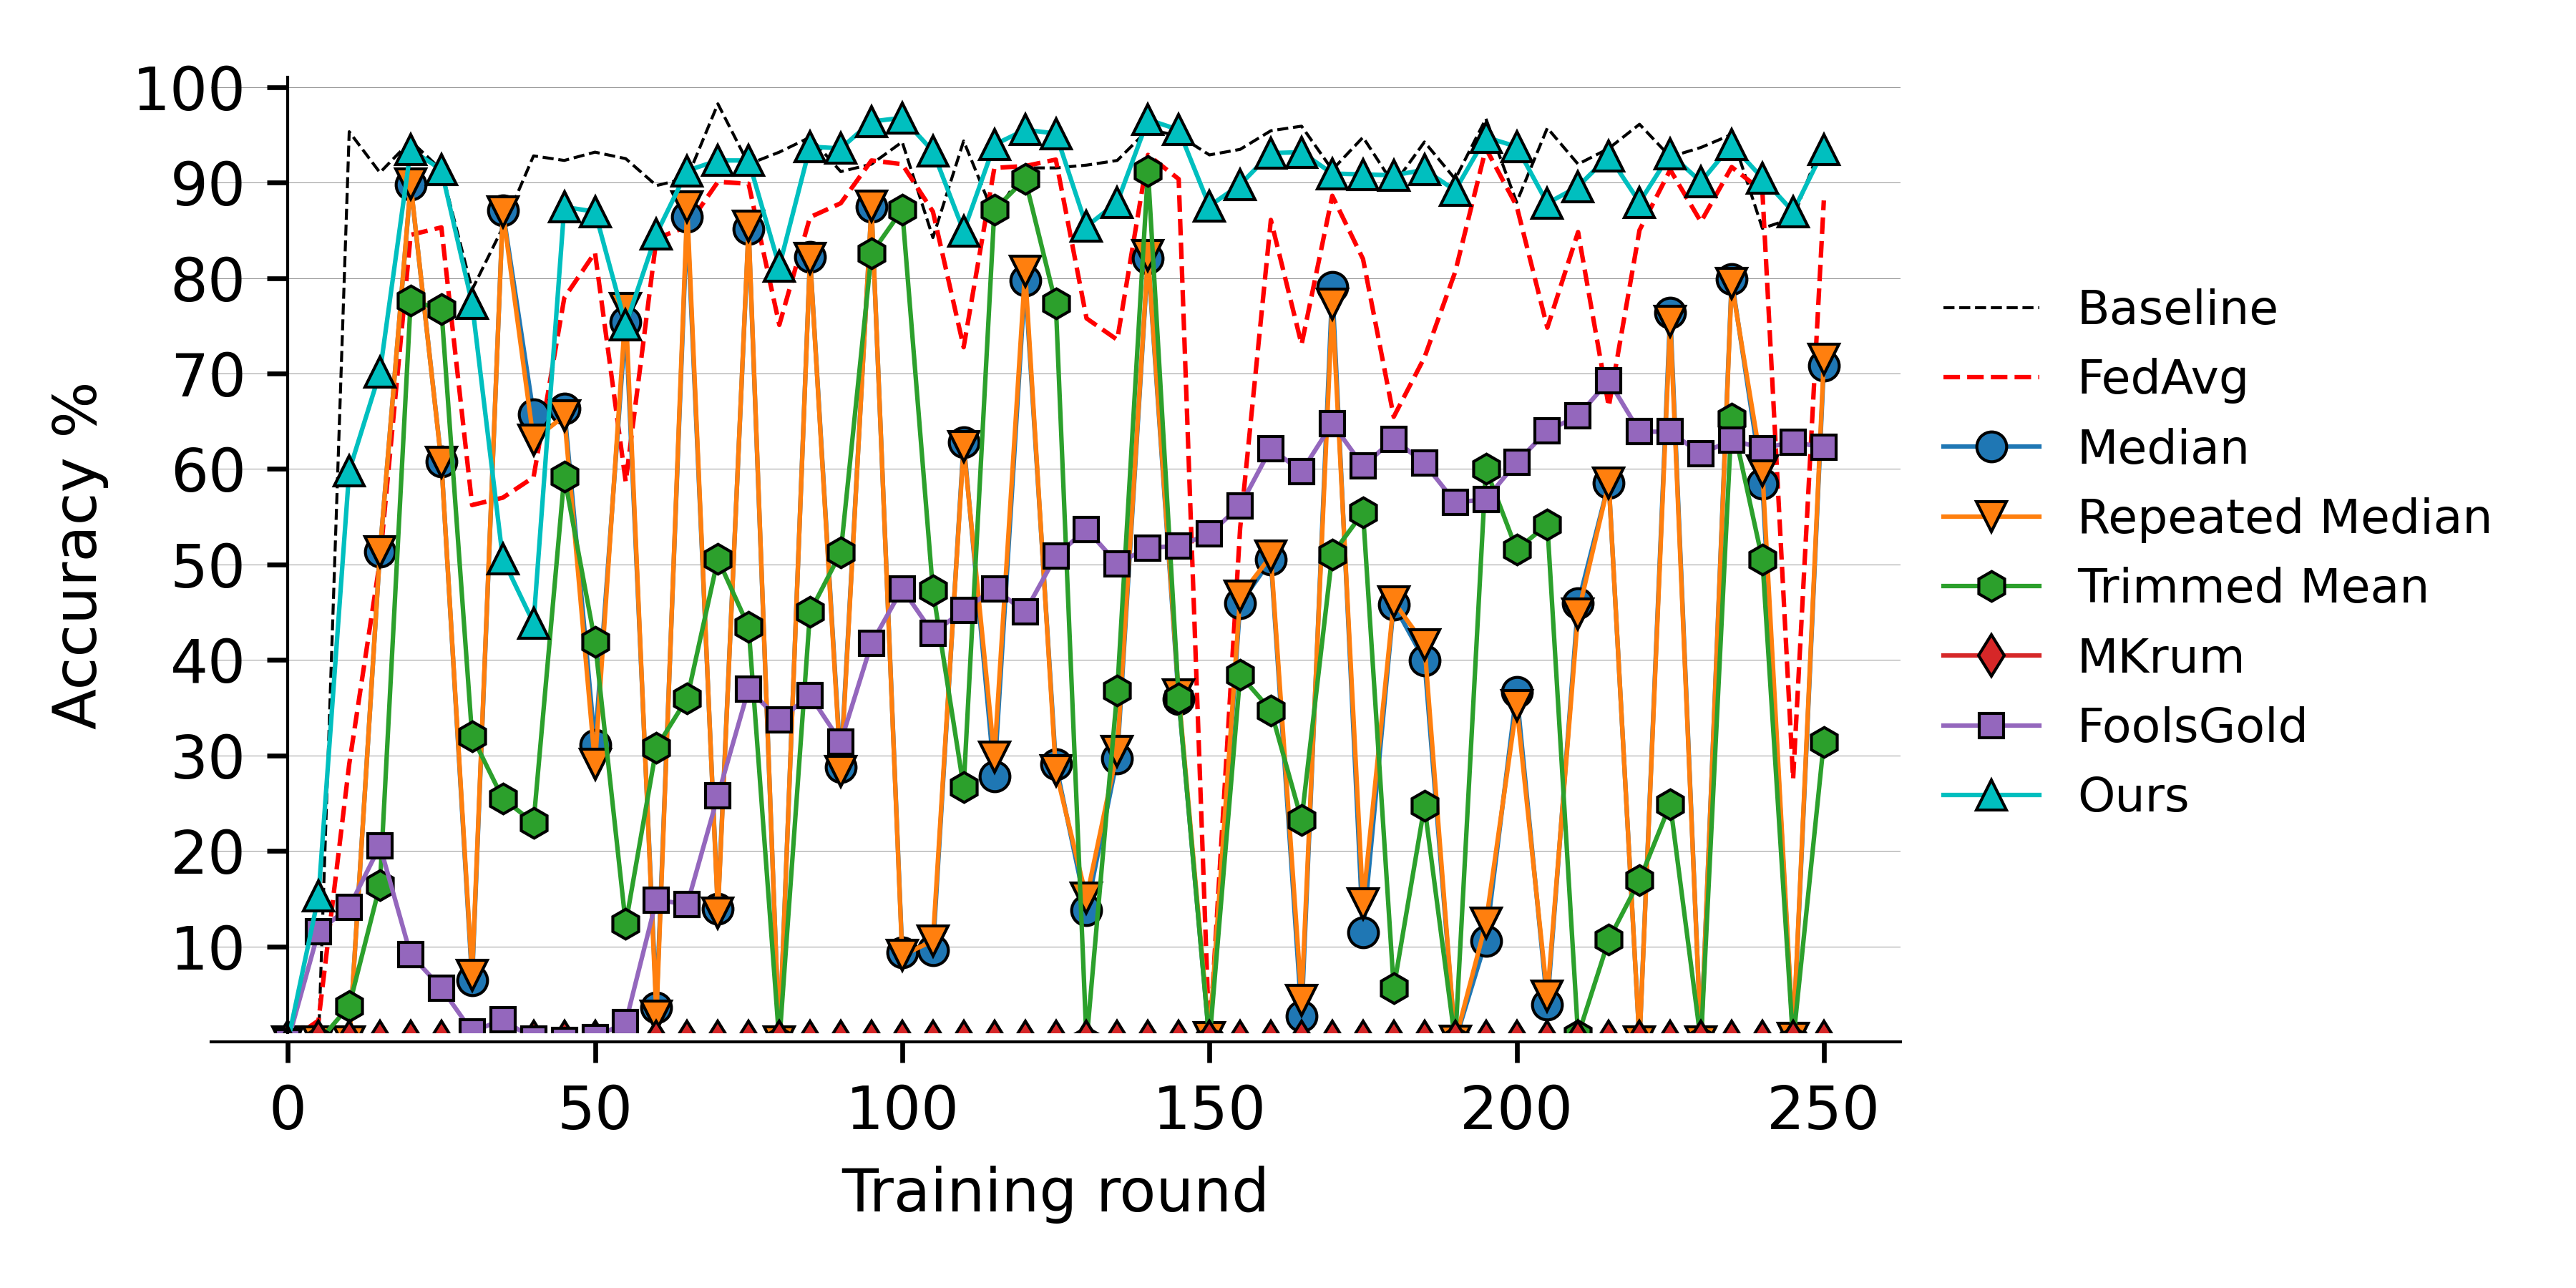 100
90
80
70
60
50
40
30
20
10
Accuracy %
0 50 100 150 200 250
Training round
Baseline
FedAvg
Median
Repeated Median
Trimmed Mean
MKrum
FoolsGold
Ours